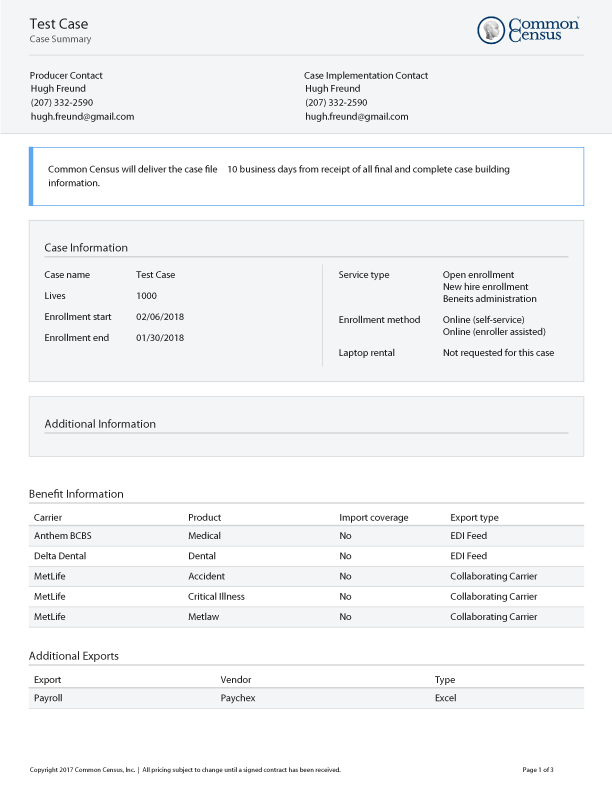 Test Case
Case Summary
Common Census
Producer Contact
Hugh Freund
(207) 332-2590
hugh.freund@gmail.com
Case Implementation Contact
Hugh Freund
(207) 332-2590
hugh.freund@gmail.com
Common Census will deliver the case file 10 business days from receipt of all final and complete case building
information.
Case Information
Case name Test Case
Lives 1000
Enrollment start 02/06/2018
Enrollment end 01/30/2018
Service type Open enrollment
New hire enrollment
Beneits administration
Enrollment method Online (self-service)
Online (enroller assisted)
Laptop rental Not requested for this case
Additional Information
Benefit Information
Carrier Product Import coverage Export type
Anthem BCBS Medical No EDI Feed
Delta Dental Dental No EDI Feed
MetLife Accident No Collaborating Carrier
MetLife Critical Illness No Collaborating Carrier
MetLife Metlaw No Collaborating Carrier
Additional Exports
Export Vendor Type
Payroll Paychex Excel
Copyright 2017 Common Census, Inc. | All pricing subject to change until a signed contract has been received. Page 1 of 3